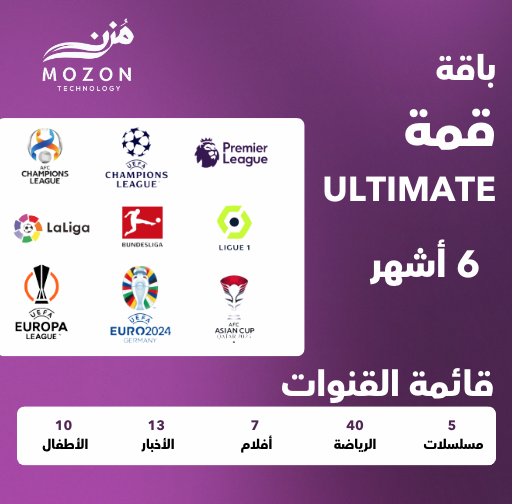 مُزن
MOZON
TECHNOLOGY
باقة
قمة
ULTIMATE
6 أشهر
AFC
CHAMPIONS
LEAGUE
UEFA
CHAMPIONS
LEAGUE
Premier
League
LaLiga
BUNDESLIGA
LIGUE 1
UEFA
EUROPA
LEAGUE
UEFA
EURO2024
GERMANY
AFC
ASIAN CUP
قائمة القنوات
5
مسلسلات
40
الرياضة
7
أفلام
13
الأخبار
10
الأطفال